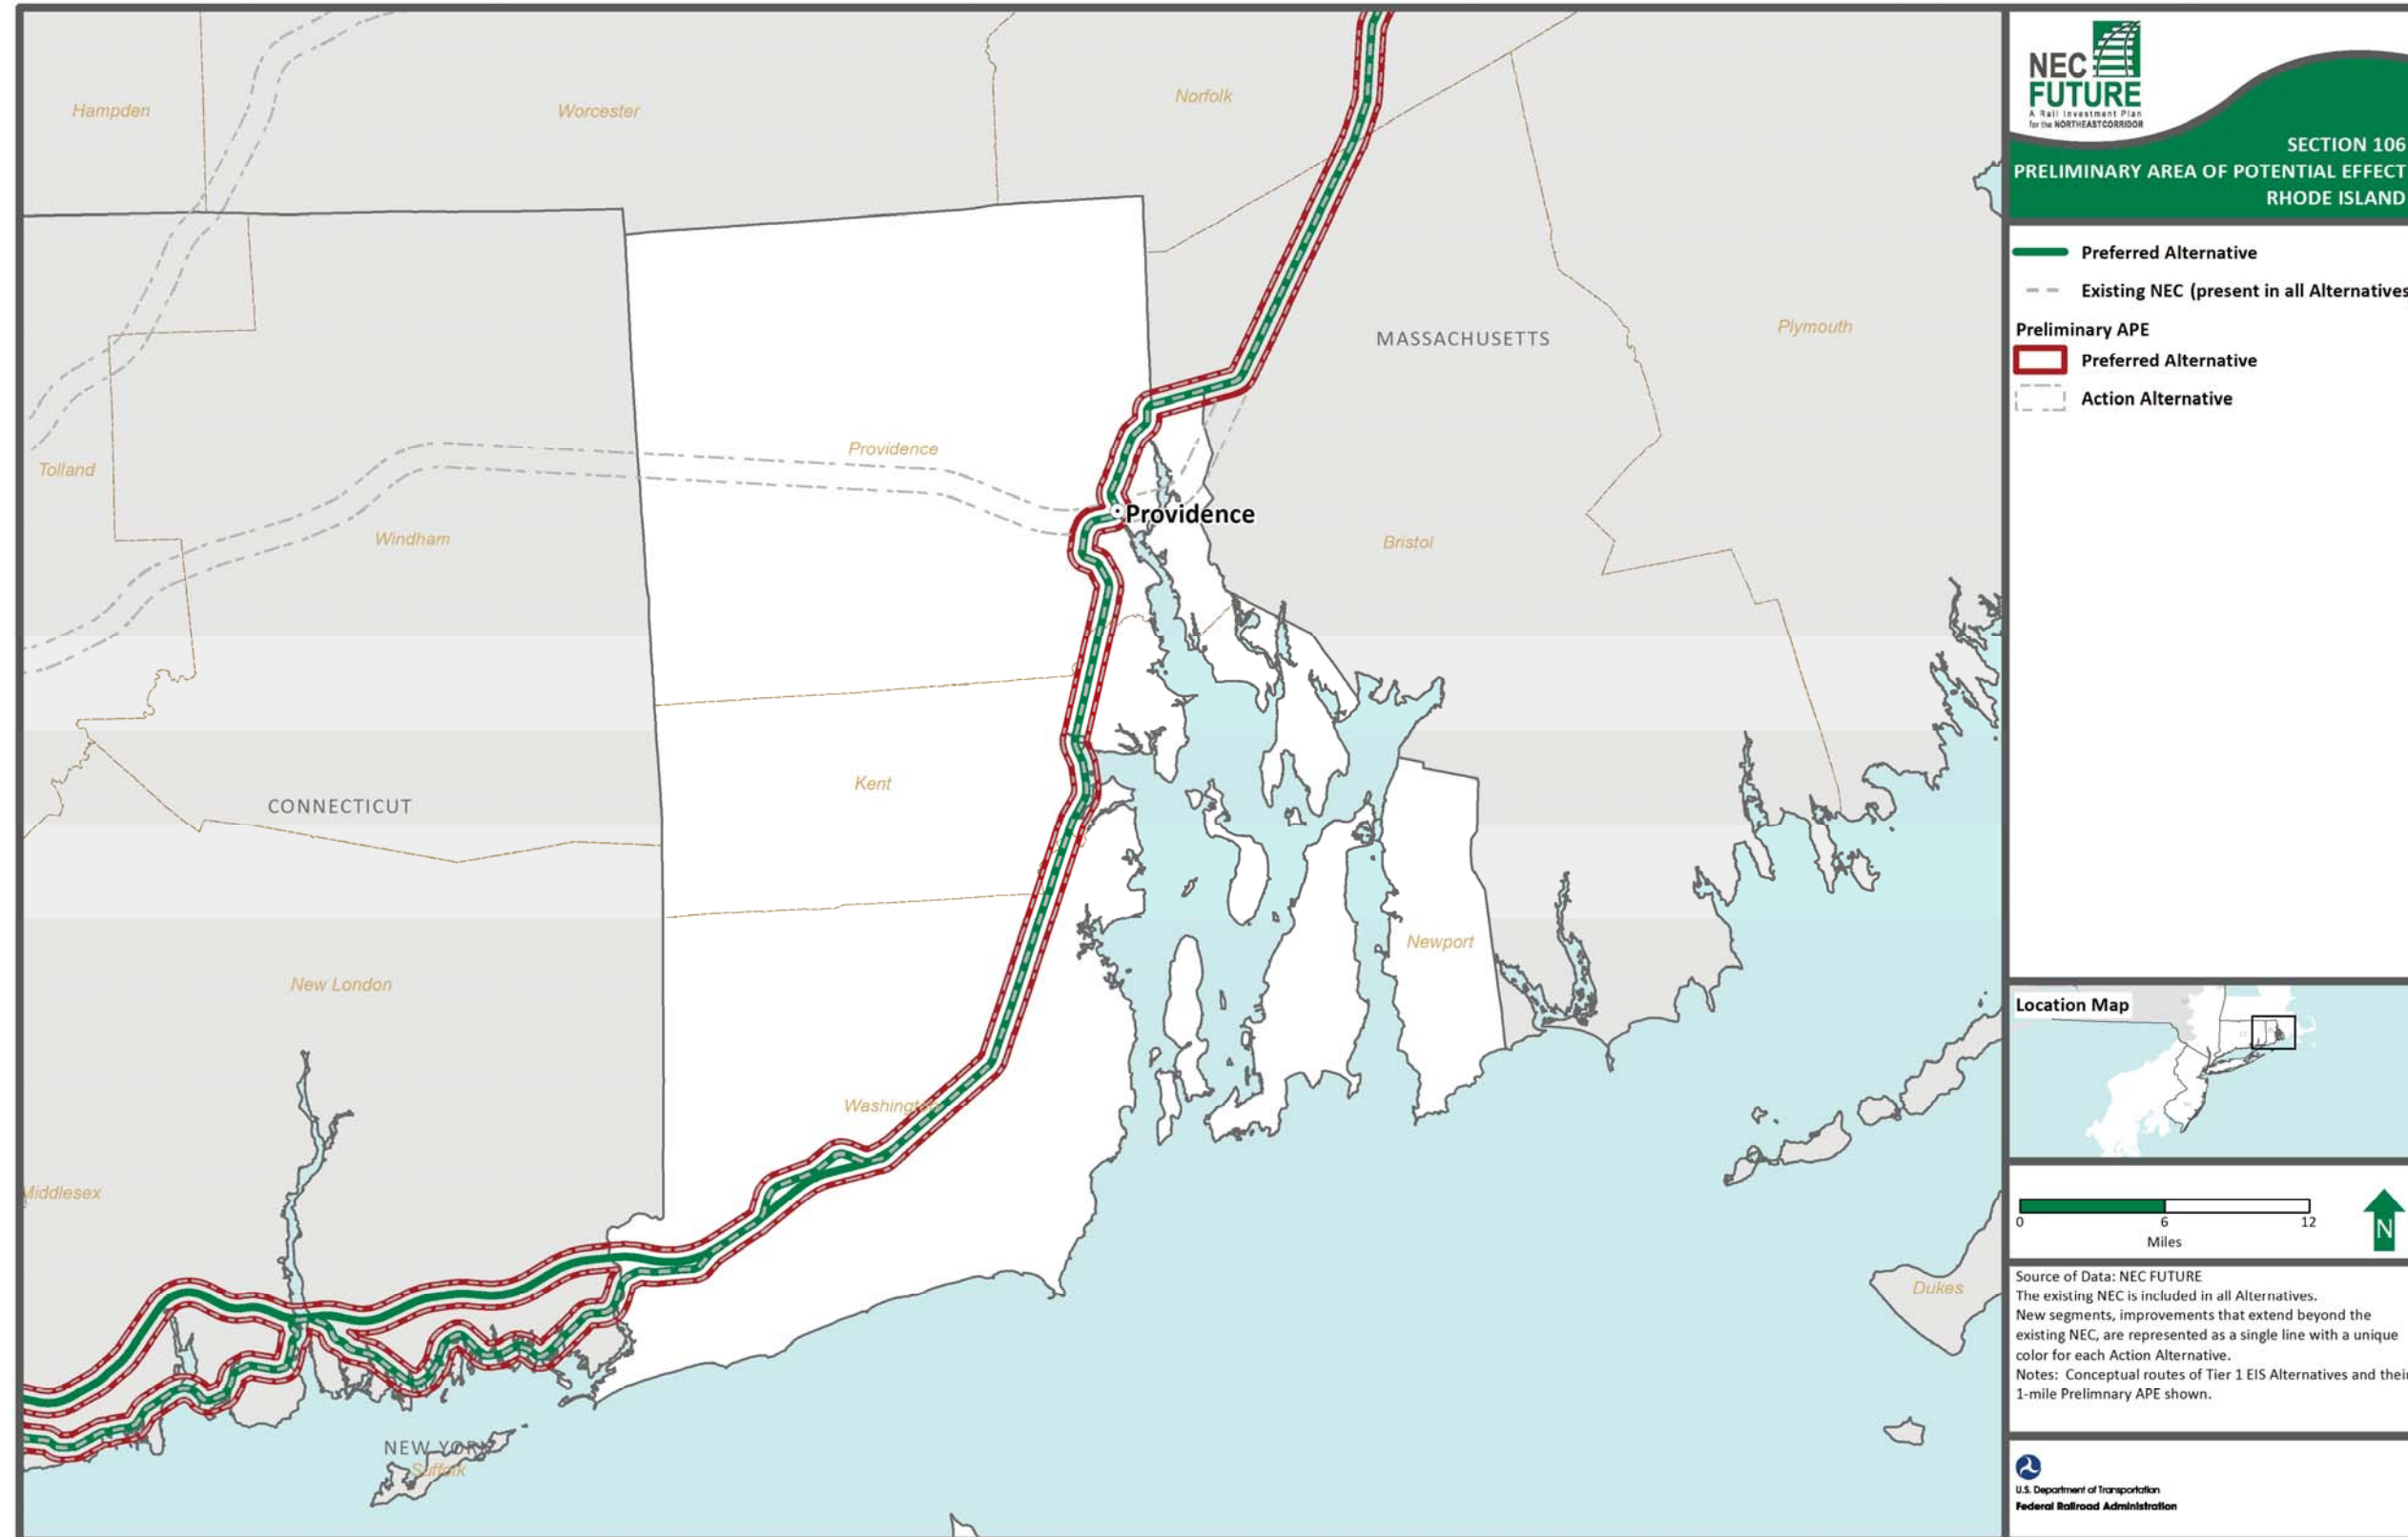 NEC
FUTURE
A Rail Investment Plan
for the NORTHEAST CORRIDOR
SECTION 106
PRELIMINARY AREA OF POTENTIAL EFFECT
RHODE ISLAND
Preferred Alternative
Existing NEC (present in all Alternatives
Preliminary APE
Preferred Alternative
Action Alternative
Hampden
Worcester
Norfolk
MASSACHUSETTS
Plymouth
Tolland
Providence
Providence
Windham
Bristol
Kent
CONNECTICUT
Newport
New London
Washington
Middlesex
Dukes
NEW YORK
Suffolk
Location Map
0 6 12
Miles
N
Source of Data: NEC FUTURE
The existing NEC is included in all Alternatives.
New segments, improvements that extend beyond the
existing NEC, are represented as a single line with a unique
color for each Action Alternative.
Notes: Conceptual routes of Tier 1 EIS Alternatives and their
1-mile Prelimnary APE shown.
U.S. Department of Transportation
Federal Railroad Administration